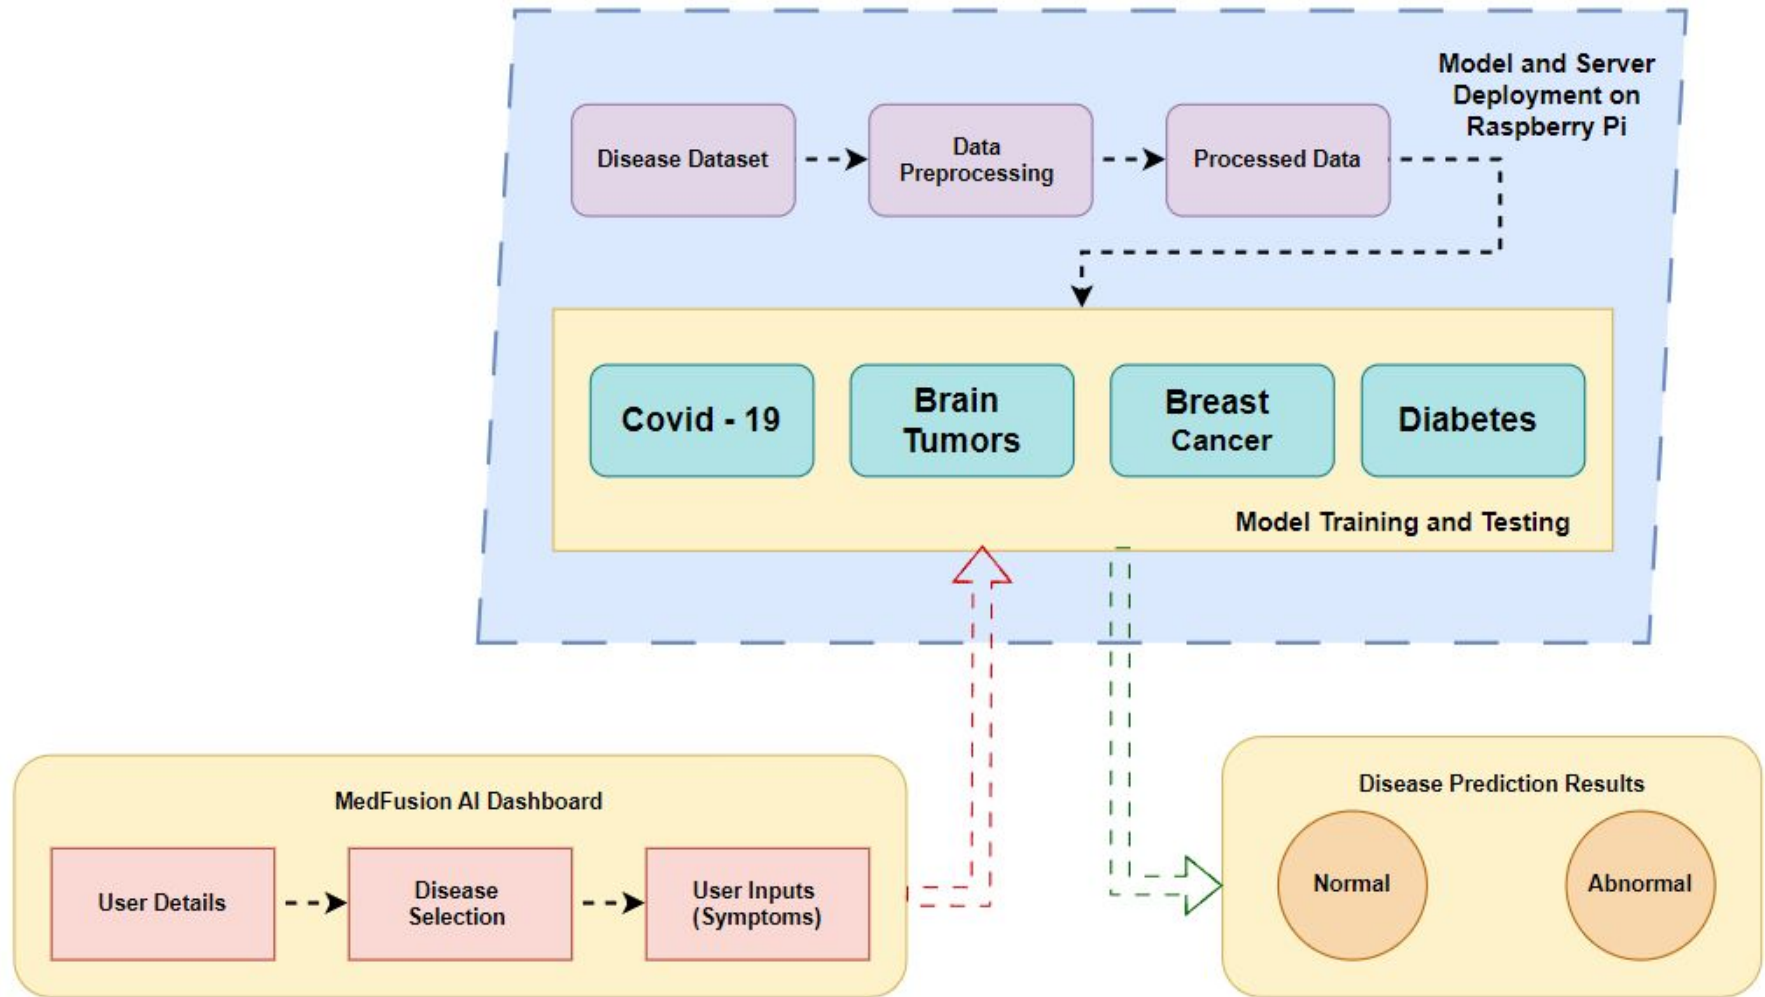 Model and Server
Deployment on
Raspberry Pi
Disease Dataset
Data
Preprocessing
Processed Data
Covid - 19
Brain
Tumors
Breast
Cancer
Diabetes
Model Training and Testing
MedFusion AI Dashboard
User Details
Disease
Selection
User Inputs
(Symptoms)
Disease Prediction Results
Normal
Abnormal